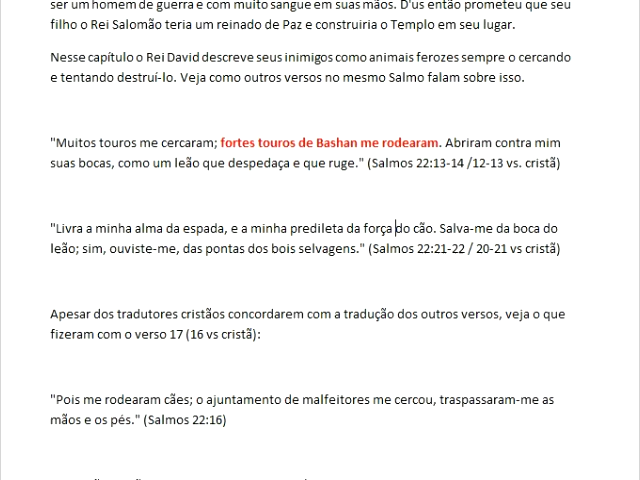 ser um homem de guerra e com muito sangue em suas mãos. D'us então prometeu que seu
filho o Rei Salomão teria um reinado de Paz e construiria o Templo em seu lugar.
Nesse capítulo o Rei David descreve seus inimigos como animais ferozes sempre o cercando
e tentando destruí-lo. Veja como outros versos no mesmo Salmo falam sobre isso.
"Muitos touros me cercaram; fortes touros de Bashan me rodearam. Abriram contra mim
suas bocas, como um leão que despedaça e que ruge." (Salmos 22:13-14 /12-13 vs. cristã)
"Livra a minha alma da espada, e a minha predileta da força do cão. Salva-me da boca do
leão; sim, ouviste-me, das pontas dos bois selvagens." (Salmos 22:21-22 / 20-21 vs cristã)
Apesar dos tradutores cristãos concordarem com a tradução dos outros versos, veja o que
fizeram com o verso 17 (16 vs cristã):
"Pois me rodearam cães; o ajuntamento de malfeitores me cercou, traspassaram-me as
mãos e os pés." (Salmos 22:16)